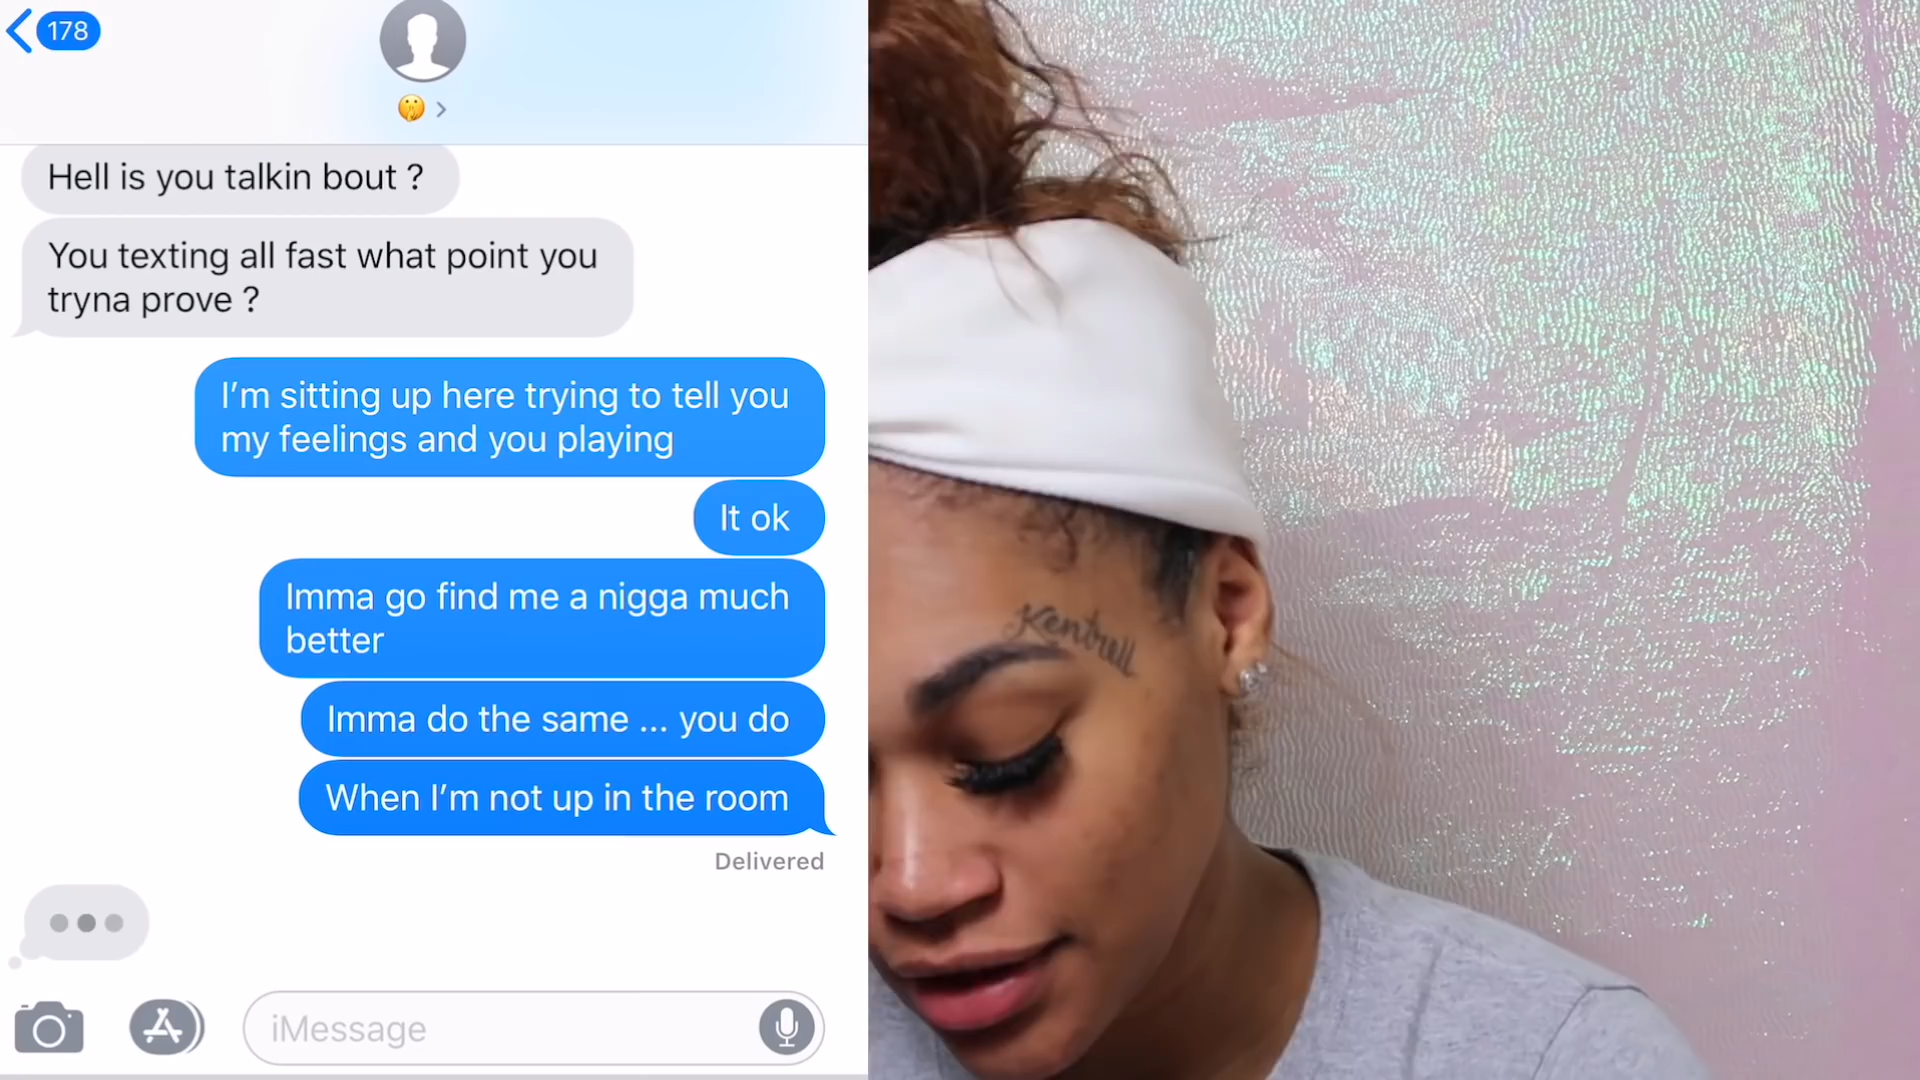 178
Hell is you talkin bout ?
You texting all fast what point you
tryna prove ?
I'm sitting up here trying to tell you
my feelings and you playing
It ok
Imma go find me a nigga much
better
Imma do the same ... you do
When I'm not up in the room
Delivered
iMessage
Kentrell